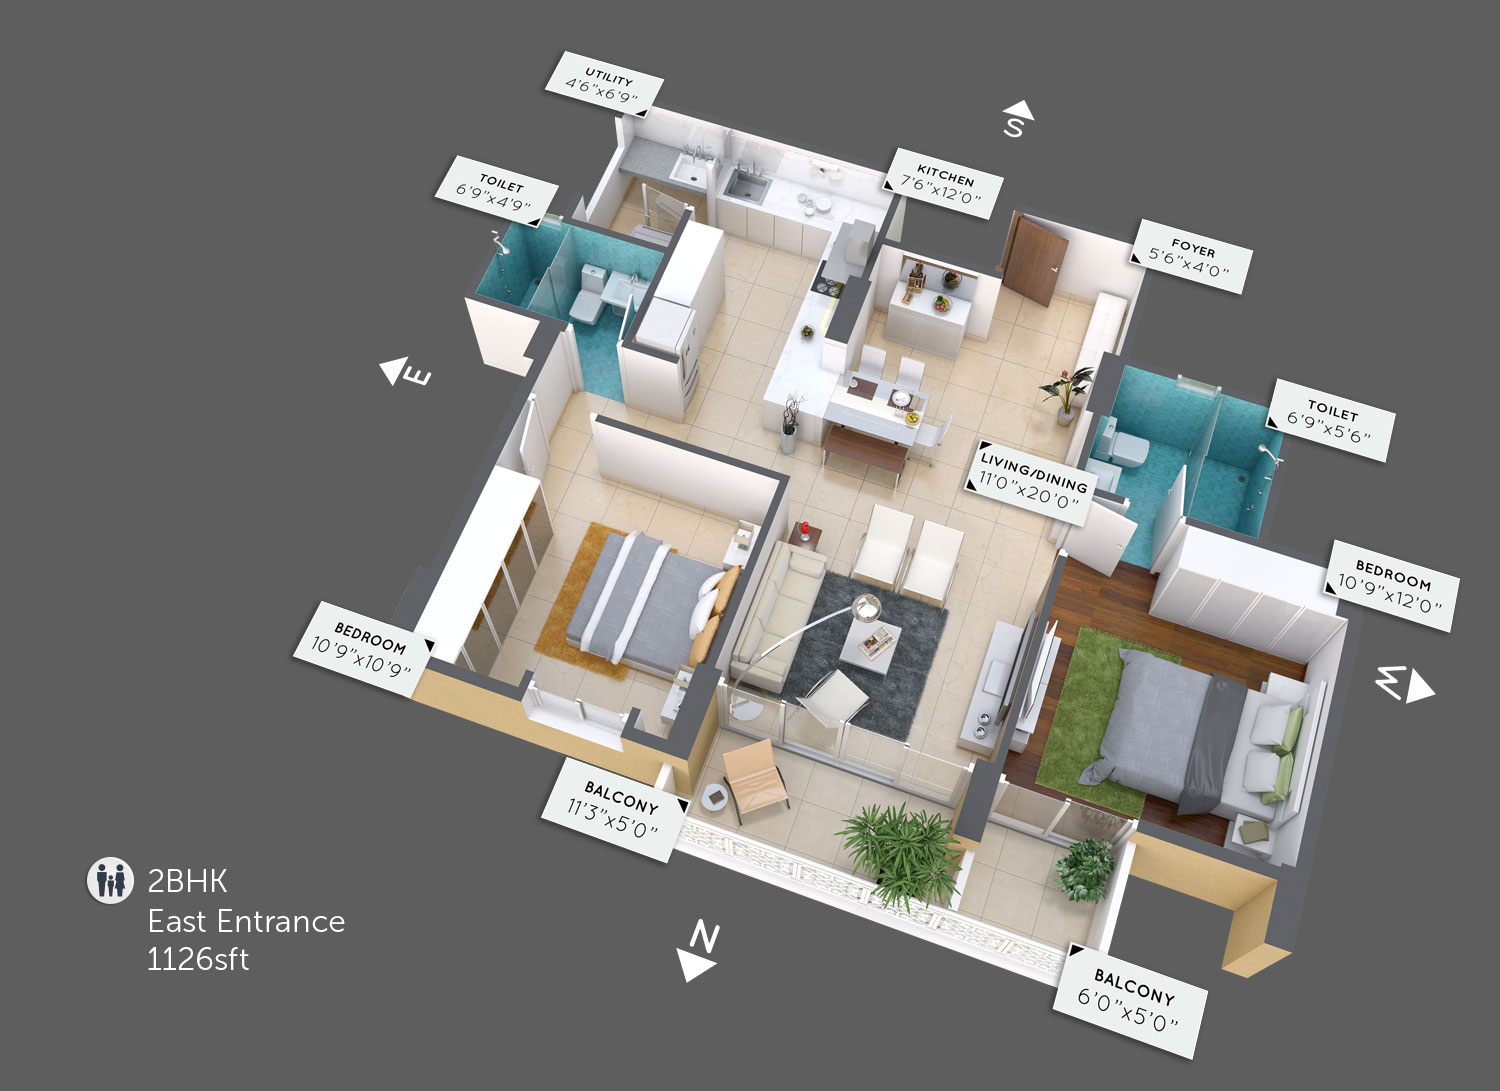 UTILITY
4'6"x6'9"
S
TOILET
6'9"x4'9"
KITCHEN
7'6"x12'0"
FOYER
5'6"x4'0"
E
TOILET
6'9"x5'6"
LIVING/DINING
11'0"x20'0"
BEDROOM
10'9"x12'0"
BEDROOM
10'9"x10'9"
W
BALCONY
11'3"x5'0"
2BHK
East Entrance
1126sft
N
BALCONY
6'0"x5'0"